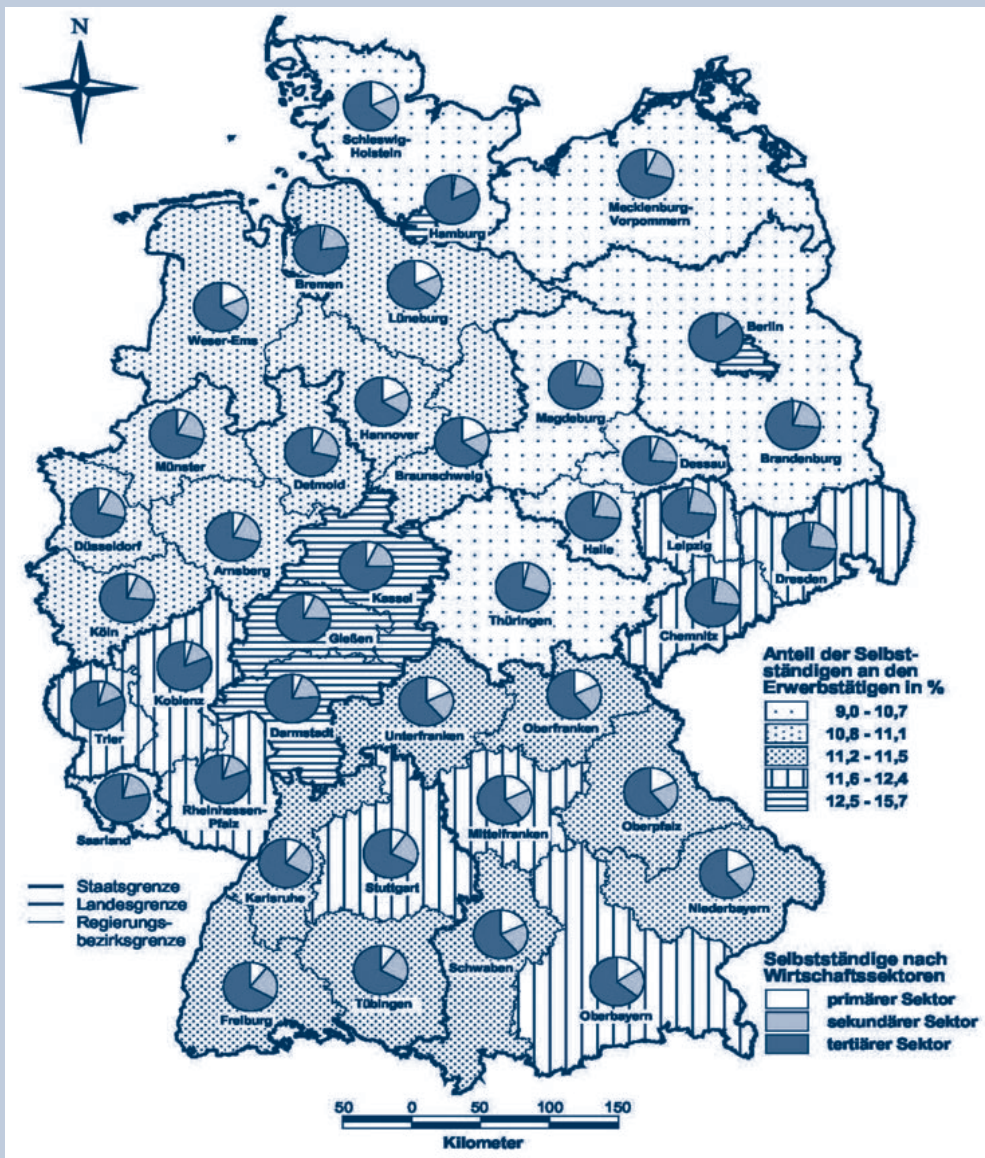 N
Schleswig-
Holstein
Mecklenburg-
Vorpommern
Hamburg
Bremen
Lüneburg
Weser-Ems
Berlin
Magdeburg
Hannover
Brandenburg
Münster
Detmold
Braunschweig
Dessau
Düsseldorf
Arnsberg
Halle
Leipzig
Dresden
Kassel
Köln
Thüringen
Chemnitz
Gießen
Koblenz
Trier
Darmstadt
Unterfranken
Oberfranken
Rheinhessen-
Pfalz
Saarland
Mittelfranken
Oberpfalz
Karlsruhe
Stuttgart
Niederbayern
Schwaben
Tübingen
Freiburg
Oberbayern
Anteil der Selbst-
ständigen an den
Erwerbstätigen in %
9,0 - 10,7
10,8 - 11,1
11,2 - 11,5
11,6 - 12,4
12,5 - 15,7
Staatsgrenze
Landesgrenze
Regierungs-
bezirksgrenze
Selbstständige nach
Wirtschaftssektoren
primärer Sektor
sekundärer Sektor
tertiärer Sektor
50 0 50 100 150
Kilometer